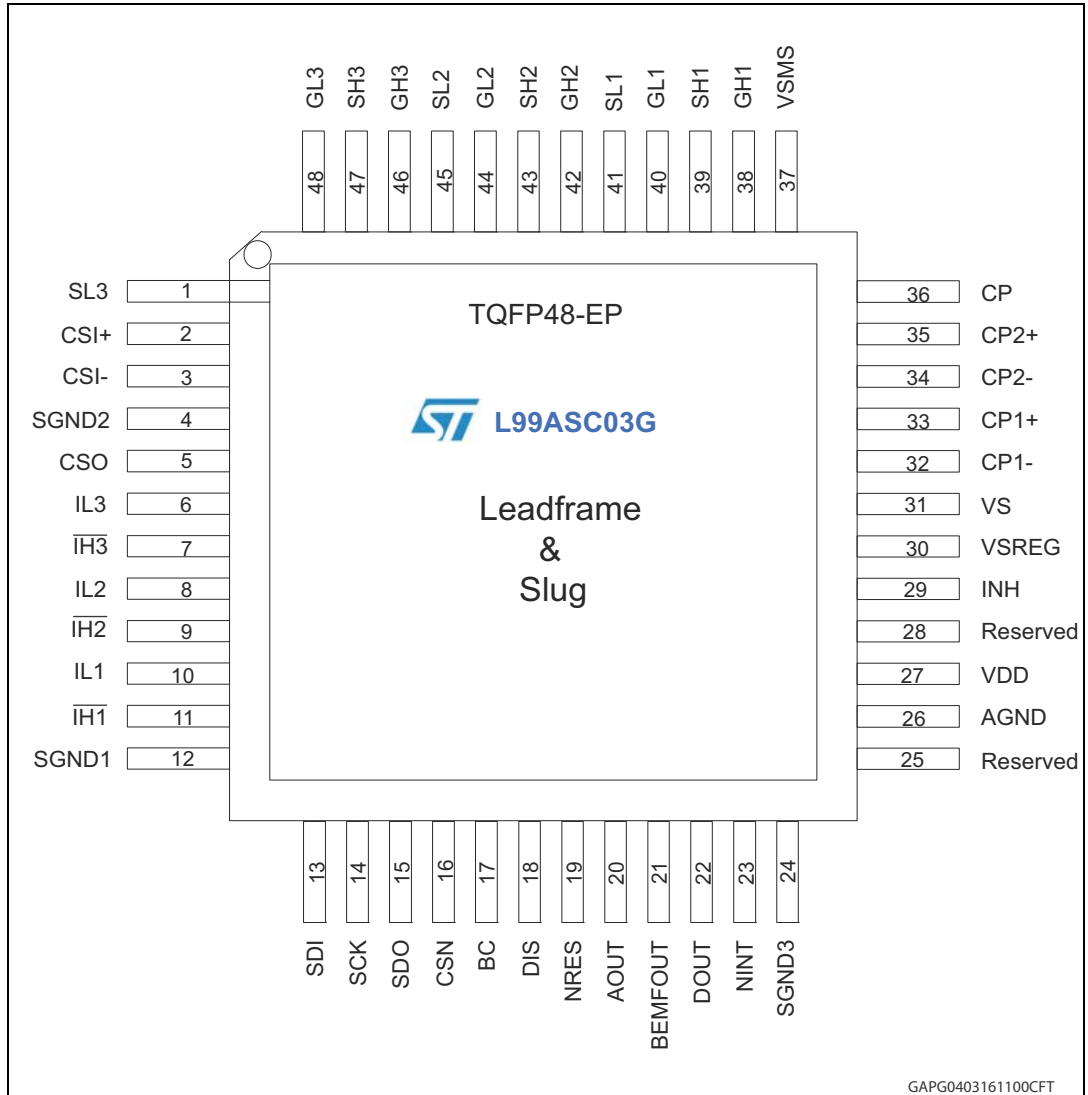 GL3
SH3
GH3
SL2
GL2
SH2
GH2
SL1
GL1
SH1
GH1
VSMS
48
47
46
45
44
43
42
41
40
39
38
37
SL3 1
CSI+ 2
CSI- 3
SGND2 4
CSO 5
IL3 6
I̅H̅3̅ 7
IL2 8
I̅H̅2̅ 9
IL1 10
I̅H̅1̅ 11
SGND1 12
TQFP48-EP
ST L99ASC03G
Leadframe
&
Slug
36 CP
35 CP2+
34 CP2-
33 CP1+
32 CP1-
31 VS
30 VSREG
29 INH
28 Reserved
27 VDD
26 AGND
25 Reserved
13
14
15
16
17
18
19
20
21
22
23
24
SDI
SCK
SDO
CSN
BC
DIS
NRES
AOUT
BEMFOUT
DOUT
NINT
SGND3
GAPG0403161100CFT